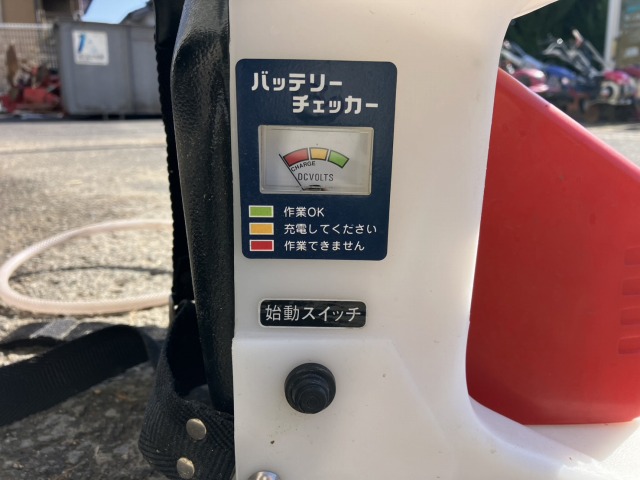 バッテリー
チェッカー
CHARGE
DCVOLTS
作業OK
充電してください
作業できません
始動スイッチ